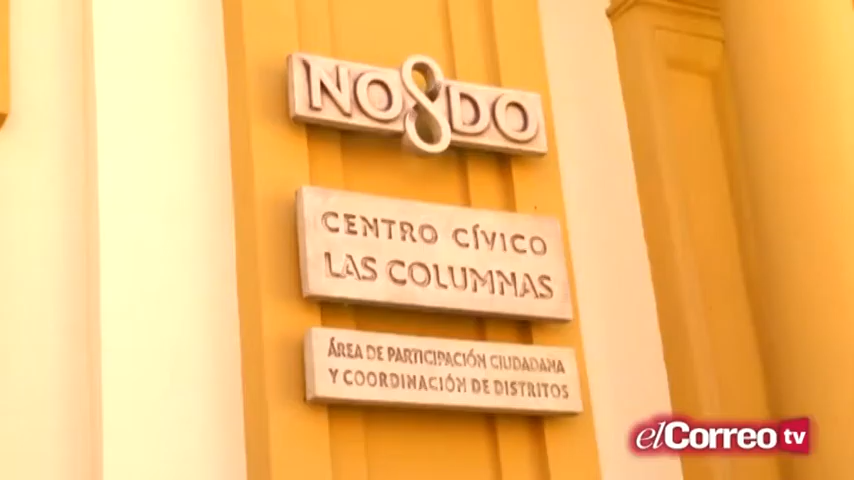 NO8DO
CENTRO CÍVICO
LAS COLUMNAS
ÁREA DE PARTICIPACIÓN CIUDADANA
Y COORDINACIÓN DE DISTRITOS
elCorreo tv